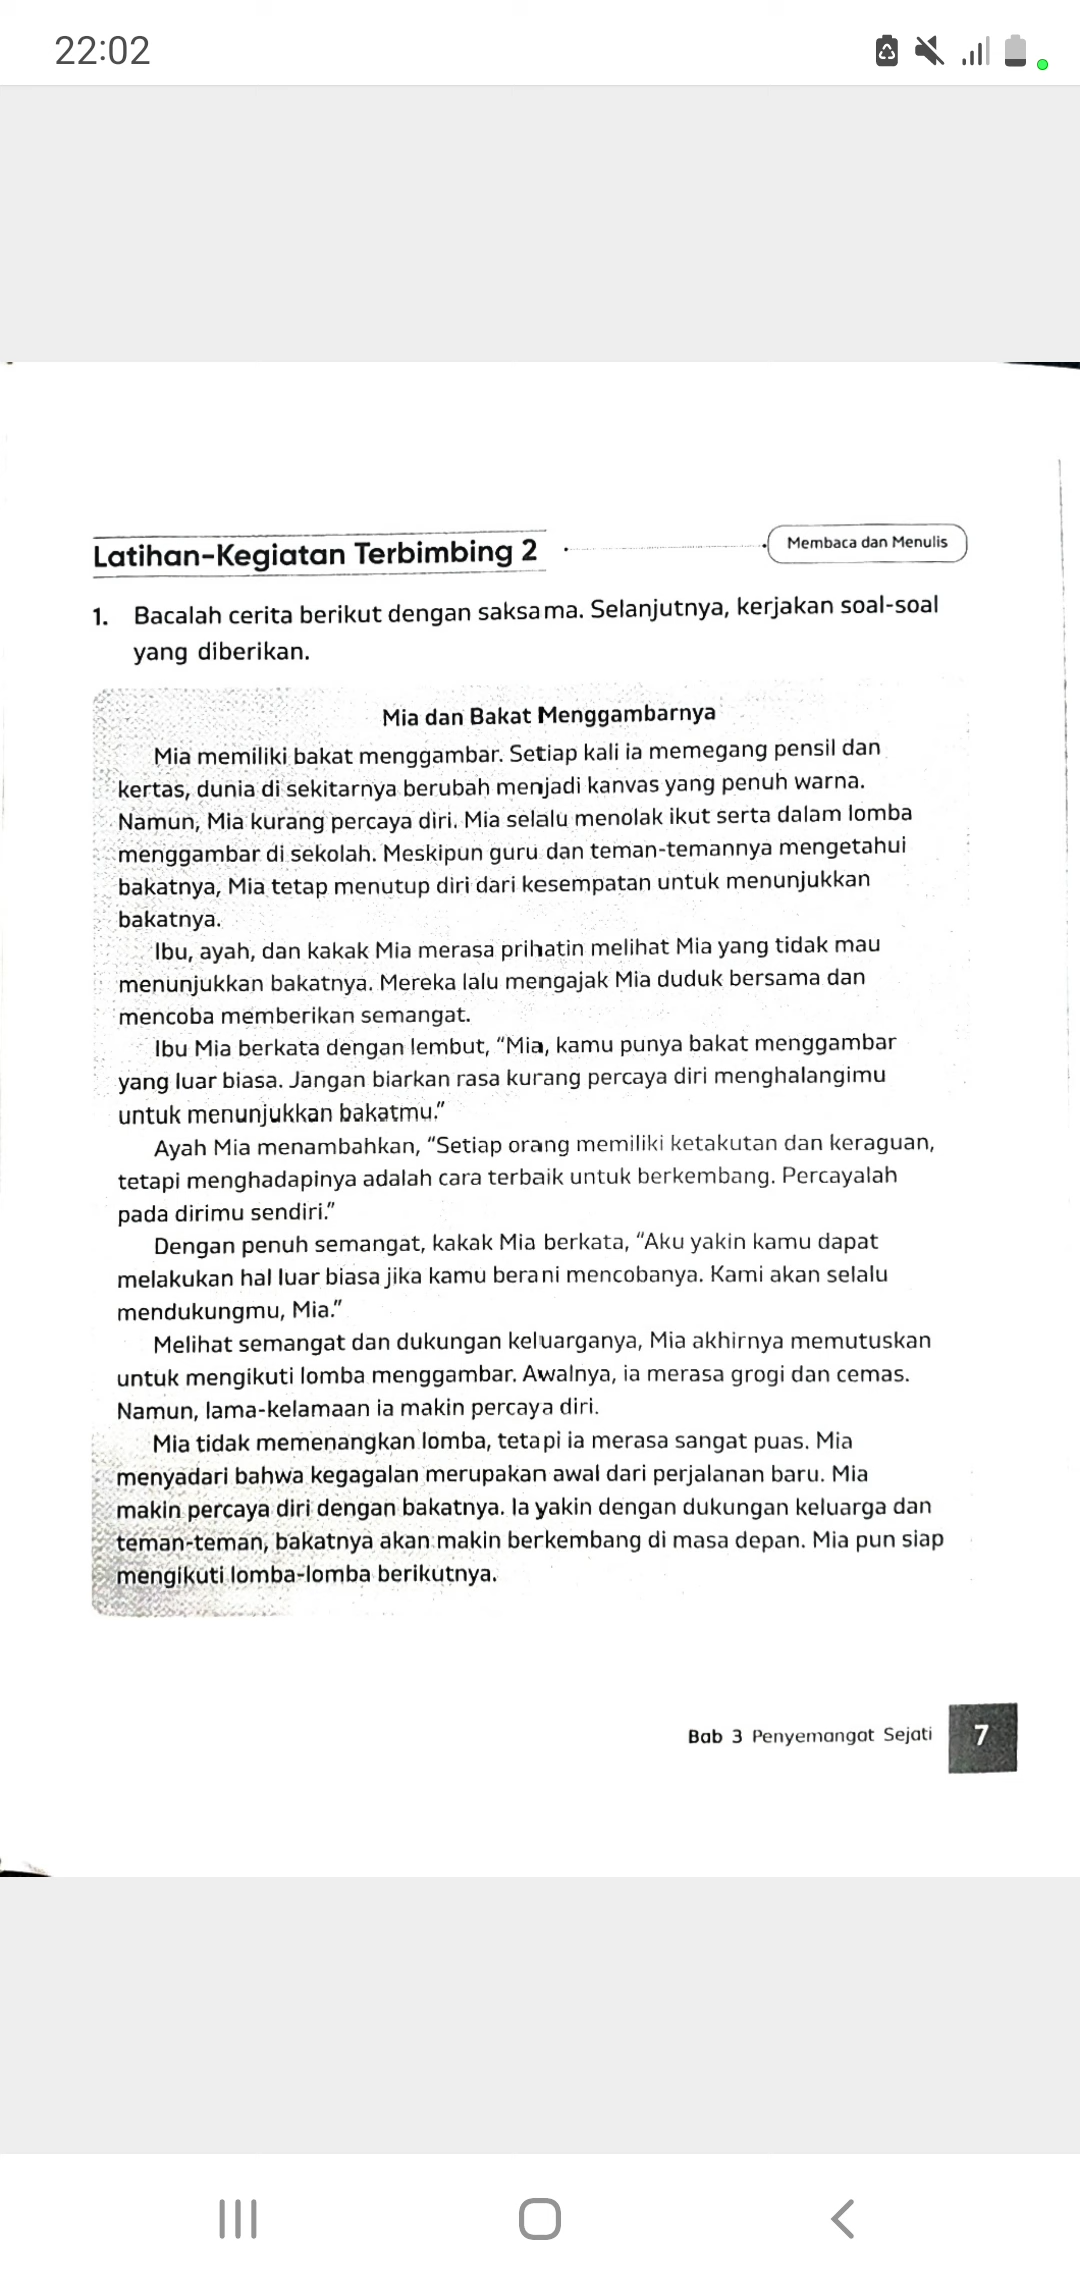 22:02
Latihan-Kegiatan Terbimbing 2
Membaca dan Menulis
1. Bacalah cerita berikut dengan saksama. Selanjutnya, kerjakan soal-soal
yang diberikan.
Mia dan Bakat Menggambarnya
Mia memiliki bakat menggambar. Setiap kali ia memegang pensil dan
kertas, dunia di sekitarnya berubah menjadi kanvas yang penuh warna.
Namun, Mia kurang percaya diri. Mia selalu menolak ikut serta dalam lomba
menggambar di sekolah. Meskipun guru dan teman-temannya mengetahui
bakatnya, Mia tetap menutup diri dari kesempatan untuk menunjukkan
bakatnya.
Ibu, ayah, dan kakak Mia merasa prihatin melihat Mia yang tidak mau
menunjukkan bakatnya. Mereka lalu mengajak Mia duduk bersama dan
mencoba memberikan semangat.
Ibu Mia berkata dengan lembut, “Mia, kamu punya bakat menggambar
yang luar biasa. Jangan biarkan rasa kurang percaya diri menghalangimu
untuk menunjukkan bakatmu.”
Ayah Mia menambahkan, “Setiap orang memiliki ketakutan dan keraguan,
tetapi menghadapinya adalah cara terbaik untuk berkembang. Percayalah
pada dirimu sendiri.”
Dengan penuh semangat, kakak Mia berkata, “Aku yakin kamu dapat
melakukan hal luar biasa jika kamu berani mencobanya. Kami akan selalu
mendukungmu, Mia.”
Melihat semangat dan dukungan keluarganya, Mia akhirnya memutuskan
untuk mengikuti lomba menggambar. Awalnya, ia merasa grogi dan cemas.
Namun, lama-kelamaan ia makin percaya diri.
Mia tidak memenangkan lomba, tetapi ia merasa sangat puas. Mia
menyadari bahwa kegagalan merupakan awal dari perjalanan baru. Mia
makin percaya diri dengan bakatnya. Ia yakin dengan dukungan keluarga dan
teman-teman, bakatnya akan makin berkembang di masa depan. Mia pun siap
mengikuti lomba-lomba berikutnya.
Bab 3 Penyemangat Sejati 7